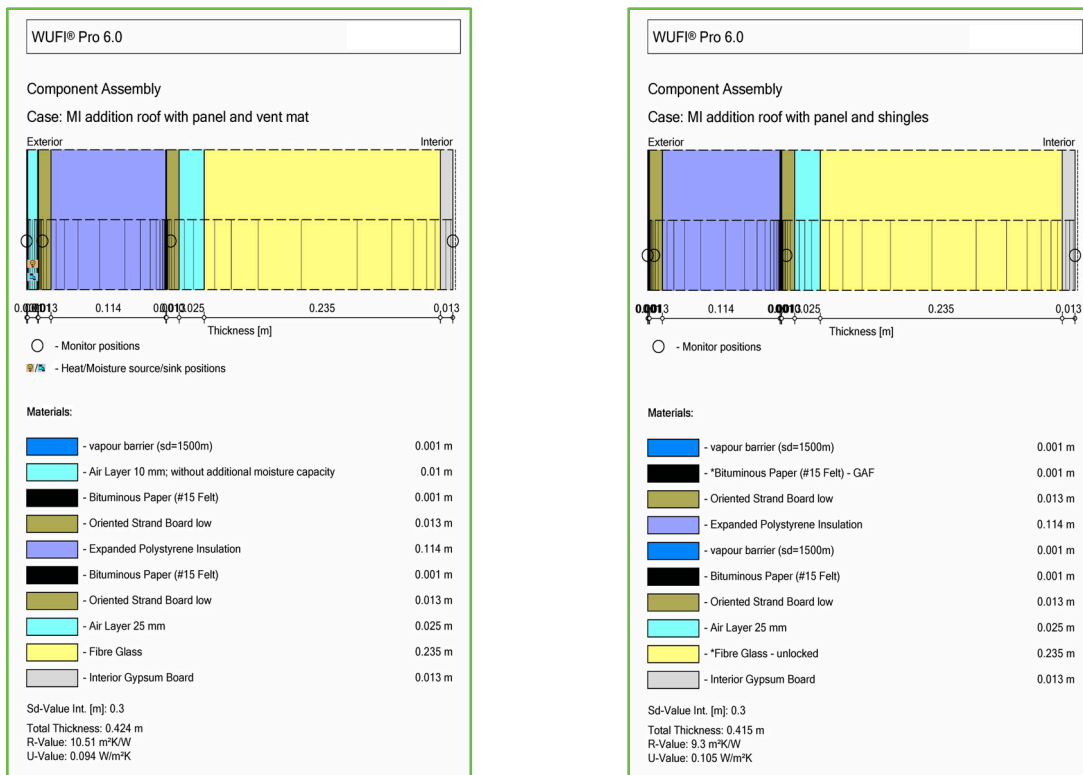 WUFI® Pro 6.0
Component Assembly
Case: MI addition roof with panel and vent mat
Exterior Interior
0.114 0.025 0.235 0,013
Thickness [m]
- Monitor positions
- Heat/Moisture source/sink positions
Materials:
- vapour barrier (sd=1500m) 0.001 m
- Air Layer 10 mm; without additional moisture capacity 0.01 m
- Bituminous Paper (#15 Felt) 0.001 m
- Oriented Strand Board low 0.013 m
- Expanded Polystyrene Insulation 0.114 m
- Bituminous Paper (#15 Felt) 0.001 m
- Oriented Strand Board low 0.013 m
- Air Layer 25 mm 0.025 m
- Fibre Glass 0.235 m
- Interior Gypsum Board 0.013 m
Sd-Value Int. [m]: 0.3
Total Thickness: 0.424 m
R-Value: 10.51 m²K/W
U-Value: 0.094 W/m²K
WUFI® Pro 6.0
Component Assembly
Case: MI addition roof with panel and shingles
Exterior Interior
0.114 0.025 0.235 0,013
Thickness [m]
- Monitor positions
Materials:
- vapour barrier (sd=1500m) 0.001 m
- *Bituminous Paper (#15 Felt) - GAF 0.001 m
- Oriented Strand Board low 0.013 m
- Expanded Polystyrene Insulation 0.114 m
- vapour barrier (sd=1500m) 0.001 m
- Bituminous Paper (#15 Felt) 0.001 m
- Oriented Strand Board low 0.013 m
- Air Layer 25 mm 0.025 m
- *Fibre Glass - unlocked 0.235 m
- Interior Gypsum Board 0.013 m
Sd-Value Int. [m]: 0.3
Total Thickness: 0.415 m
R-Value: 9.3 m²K/W
U-Value: 0.105 W/m²K